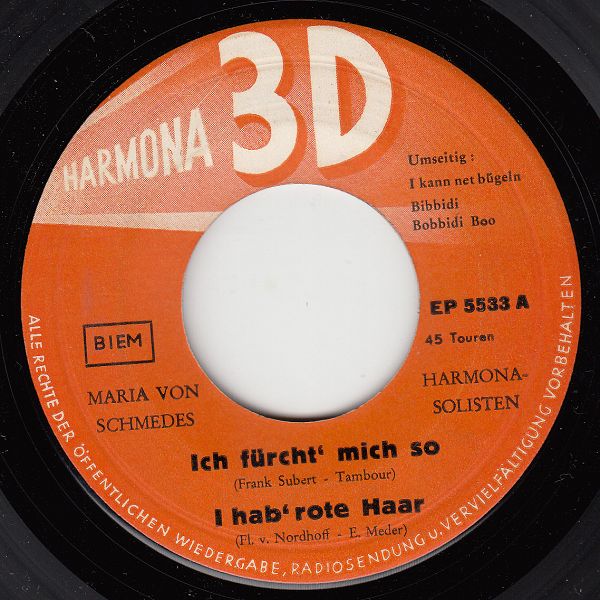 HARMONA 3D
Umseitig :
I kann net bügeln
Bibbidi
Bobbidi Boo
EP 5533 A
45 Touren
BIEM
MARIA VON
SCHMEDES
HARMONA-
SOLISTEN
Ich fürcht' mich so
(Frank Subert - Tambour)
I hab' rote Haar
(Fl. v. Nordhoff - E. Meder)
ALLE RECHTE DER ÖFFENTLICHEN WIEDERGABE, RADIOSENDUNG u. VERVIELFÄLTIGUNG VORBEHALTEN